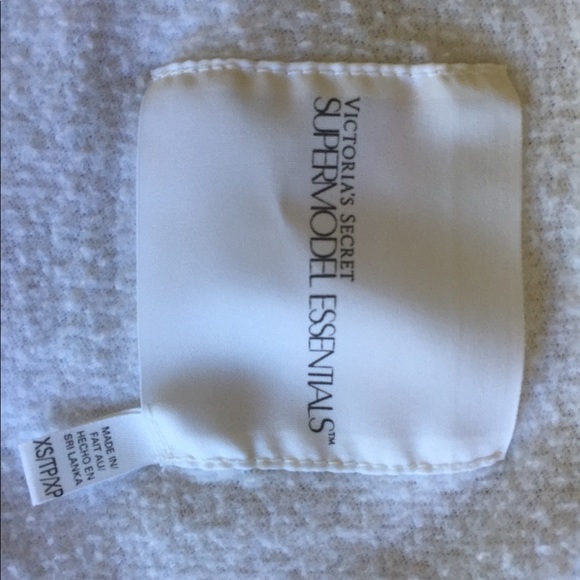 VICTORIA'S SECRET
SUPERMODEL ESSENTIALS™
MADE IN/
FAIT AU/
HECHO EN
SRI LANKA
XS/TP/XP